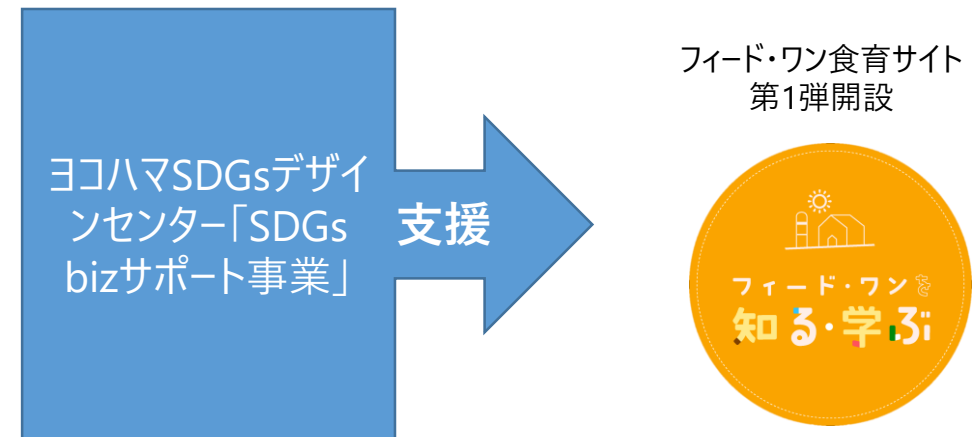 ヨコハマSDGsデザイ
ンセンター「SDGs
bizサポート事業」
支援
フィード・ワン食育サイト
第1弾開設
フィード・ワンを
知る・学ぶ